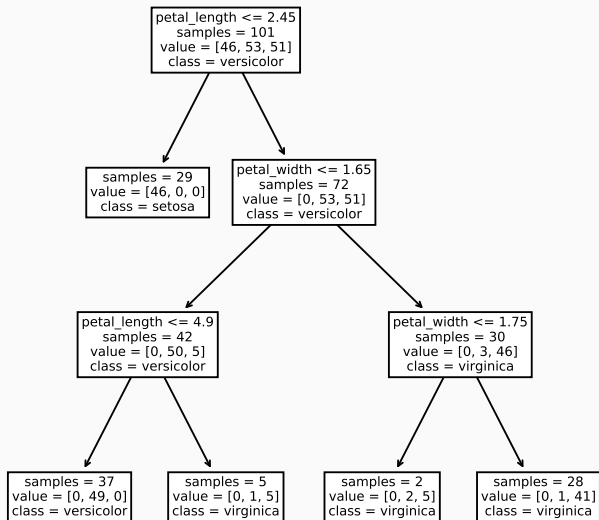 petal_length <= 2.45
samples = 101
value = [46, 53, 51]
class = versicolor
samples = 29
value = [46, 0, 0]
class = setosa
petal_width <= 1.65
samples = 72
value = [0, 53, 51]
class = versicolor
petal_length <= 4.9
samples = 42
value = [0, 50, 5]
class = versicolor
petal_width <= 1.75
samples = 30
value = [0, 3, 46]
class = virginica
samples = 37
value = [0, 49, 0]
class = versicolor
samples = 5
value = [0, 1, 5]
class = virginica
samples = 2
value = [0, 2, 5]
class = virginica
samples = 28
value = [0, 1, 41]
class = virginica